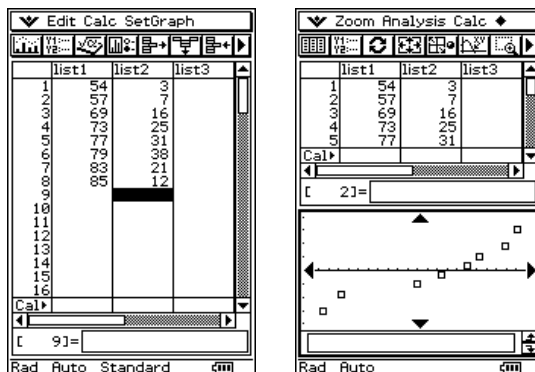 Edit Calc SetGraph
list1 list2 list3
1 54 3
2 57 7
3 69 16
4 73 25
5 77 31
6 79 38
7 83 21
8 85 12
9
10
11
12
13
14
15
16
Cal
[ 9]=
Rad Auto Standard
Zoom Analysis Calc
list1 list2 list3
1 54 3
2 57 7
3 69 16
4 73 25
5 77 31
Cal
[ 2]=
Rad Auto